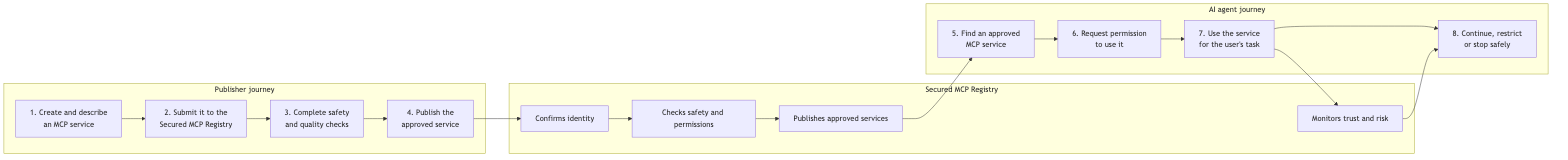 AI agent journey
5. Find an approved
MCP service
6. Request permission
to use it
7. Use the service
for the user's task
8. Continue, restrict
or stop safely
Publisher journey
1. Create and describe
an MCP service
2. Submit it to the
Secured MCP Registry
3. Complete safety
and quality checks
4. Publish the
approved service
Secured MCP Registry
Confirms identity
Checks safety and
permissions
Publishes approved services
Monitors trust and risk